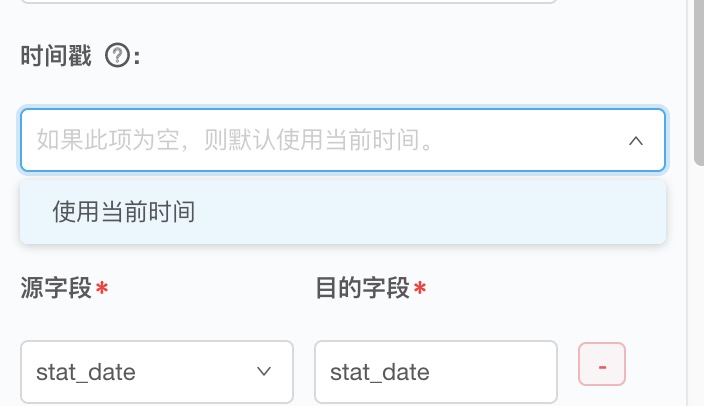 时间戳 ?:
如果此项为空，则默认使用当前时间。
使用当前时间
源字段* 目的字段*
stat_date stat_date -